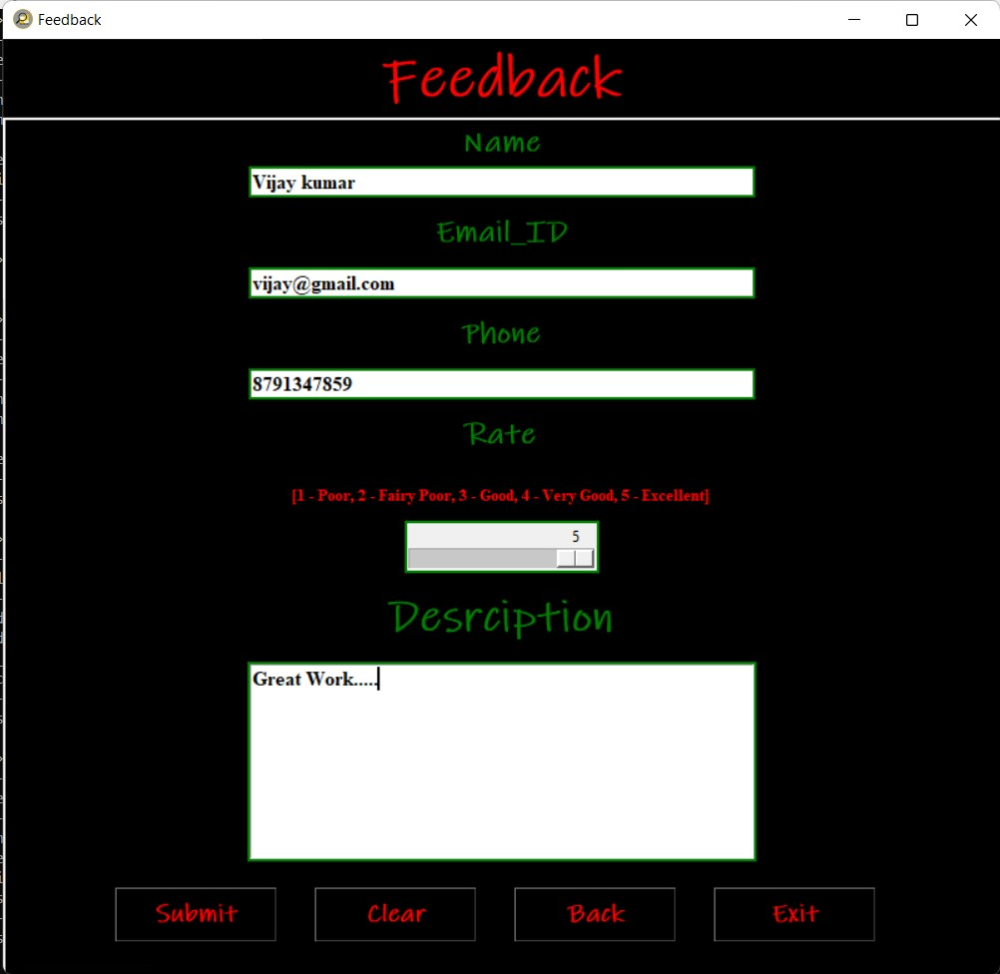 Feedback
Feedback
Name
Vijay kumar
Email_ID
vijay@gmail.com
Phone
8791347859
Rate
[1 - Poor, 2 - Fairy Poor, 3 - Good, 4 - Very Good, 5 - Excellent]
5
Desrciption
Great Work.....
Submit Clear Back Exit